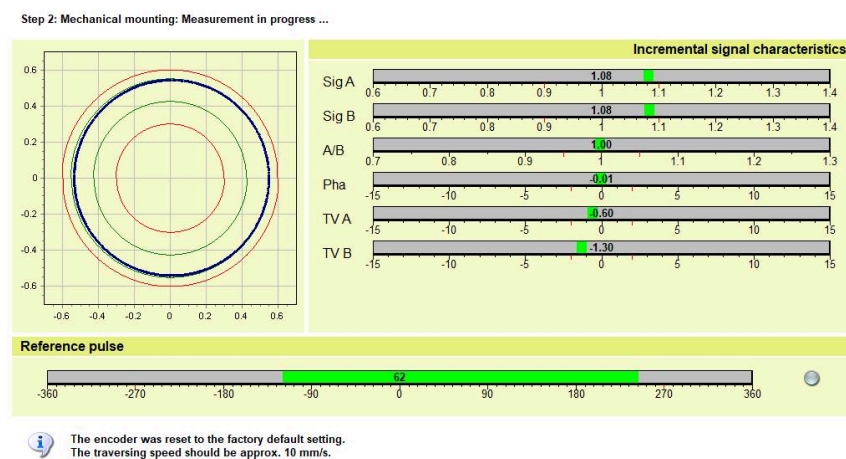 Step 2: Mechanical mounting: Measurement in progress ...
Incremental signal characteristics
0.6
0.4
0.2
0
-0.2
-0.4
-0.6
-0.6 -0.4 -0.2 0 0.2 0.4 0.6
Sig A 1.08
0.6 0.7 0.8 0.9 1 1.1 1.2 1.3 1.4
Sig B 1.08
0.6 0.7 0.8 0.9 1 1.1 1.2 1.3 1.4
A/B 1.00
0.7 0.8 0.9 1 1.1 1.2 1.3
Pha -0.01
-15 -10 -5 0 5 10 15
TV A -0.60
-15 -10 -5 0 5 10 15
TV B -1.30
-15 -10 -5 0 5 10 15
Reference pulse
62
-360 -270 -180 -90 0 90 180 270 360
i
The encoder was reset to the factory default setting.
The traversing speed should be approx. 10 mm/s.